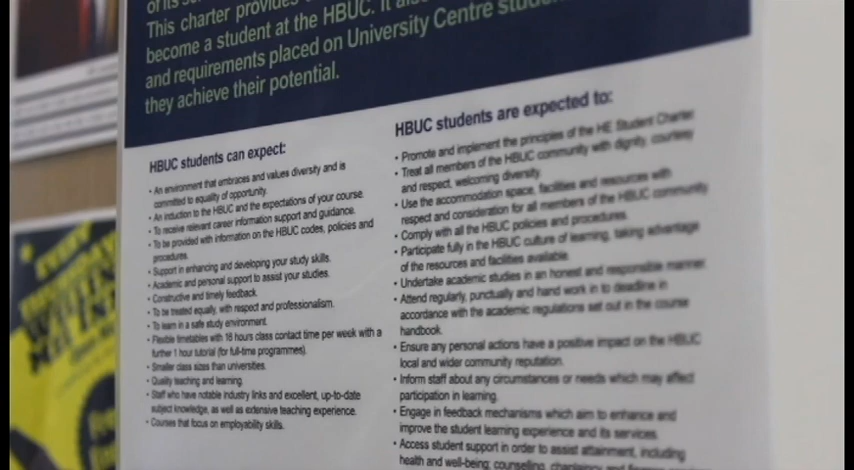 of its
This charter provides
become a student at the HBUC. It
and requirements placed on University Centre
they achieve their potential.
HBUC students can expect:
• An environment that embraces and values diversity and is
committed to equality of opportunity.
• An induction to the HBUC and the expectations of your course.
• To receive relevant career information support and guidance.
• To be provided with information on the HBUC codes, policies and
procedures.
• Support in enhancing and developing your study skills.
• Academic and personal support to assist your studies.
• Constructive and timely feedback.
• To be treated equally, with respect and professionalism.
• To learn in a safe study environment.
• Flexible timetables with 16 hours class contact time per week with a
further 1 hour tutorial (for full-time programmes).
• Smaller class sizes than universities.
• Quality teaching and learning.
• Staff who have notable industry links and excellent, up-to-date
subject knowledge, as well as extensive teaching experience.
• Courses that focus on employability skills.
HBUC students are expected to:
• Promote and implement the principles of the HE Student Charter
• Treat all members of the HBUC community with dignity, courtesy
and respect, welcoming diversity.
• Use the accommodation space, facilities and resources with
respect and consideration for all members of the HBUC community
• Comply with all the HBUC policies and procedures.
• Participate fully in the HBUC culture of learning, taking advantage
of the resources and facilities available.
• Undertake academic studies in an honest and responsible manner
• Attend regularly, punctually and hand work in to deadline in
accordance with the academic regulations set out in the course
handbook.
• Ensure any personal actions have a positive impact on the HBUC
local and wider community reputation.
• Inform staff about any circumstances or needs which may affect
participation in learning.
• Engage in feedback mechanisms which aim to enhance and
improve the student learning experience and its services.
• Access student support in order to assist attainment, including
health and well-being; counselling, chaplaincy and